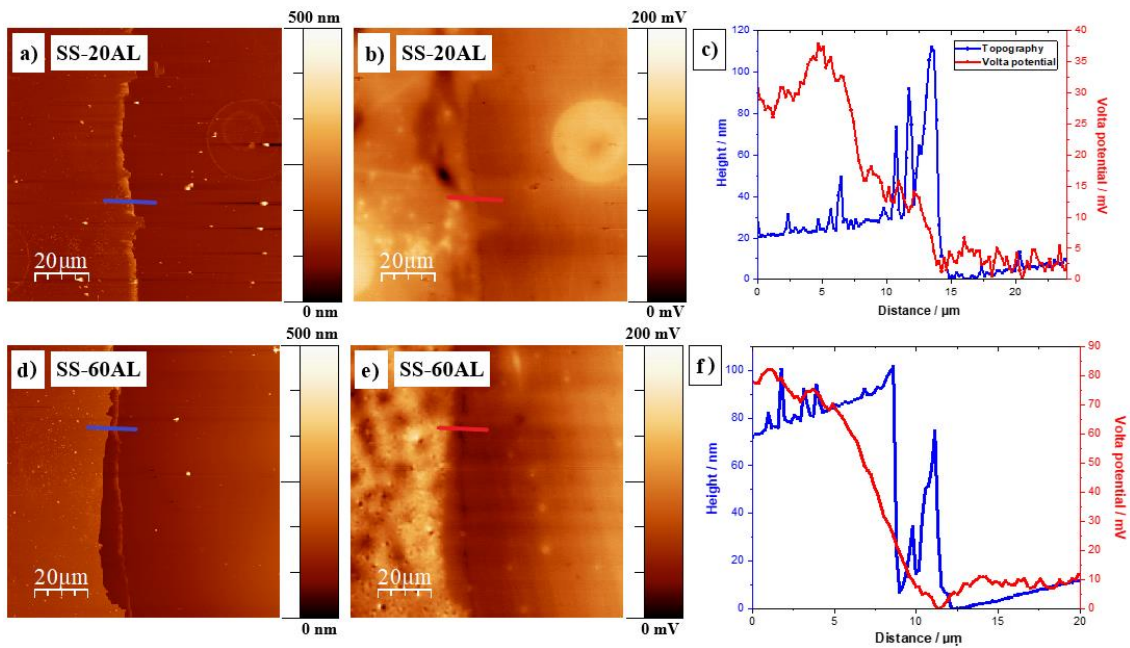 a) SS-20AL
500 nm
0 nm
20µm
b) SS-20AL
200 mV
0 mV
20µm
c)
Topography
Volta potential
Height / nm
120
100
80
60
40
20
0
Volta potential / mV
40
35
30
25
20
15
10
5
0
0 5 10 15 20
Distance / µm
d) SS-60AL
500 nm
0 nm
20µm
e) SS-60AL
200 mV
0 mV
20µm
f)
Height / nm
100
80
60
40
20
0
Volta potential / mV
90
80
70
60
50
40
30
20
10
0
0 5 10 15 20
Distance / µm